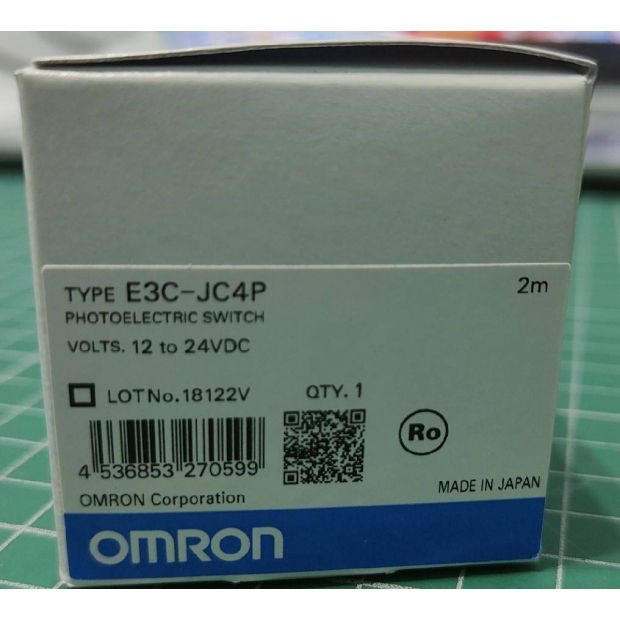 TYPE E3C-JC4P 2m
PHOTOELECTRIC SWITCH
VOLTS. 12 to 24VDC
LOT No. 18122V QTY. 1
4 536853 270599
Ro
MADE IN JAPAN
OMRON Corporation
OMRON